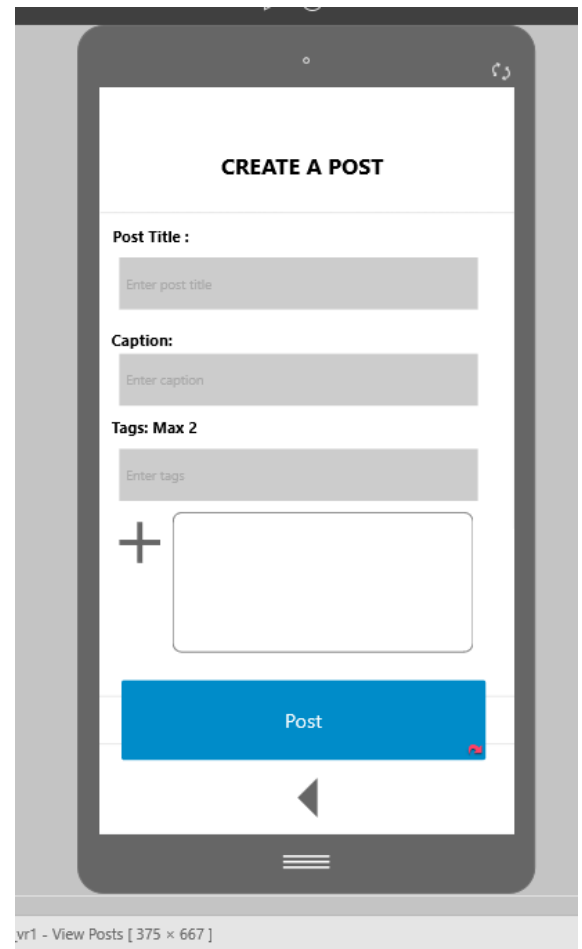 CREATE A POST
Post Title :
Enter post title
Caption:
Enter caption
Tags: Max 2
Enter tags
Post
vr1 - View Posts [ 375 × 667 ]